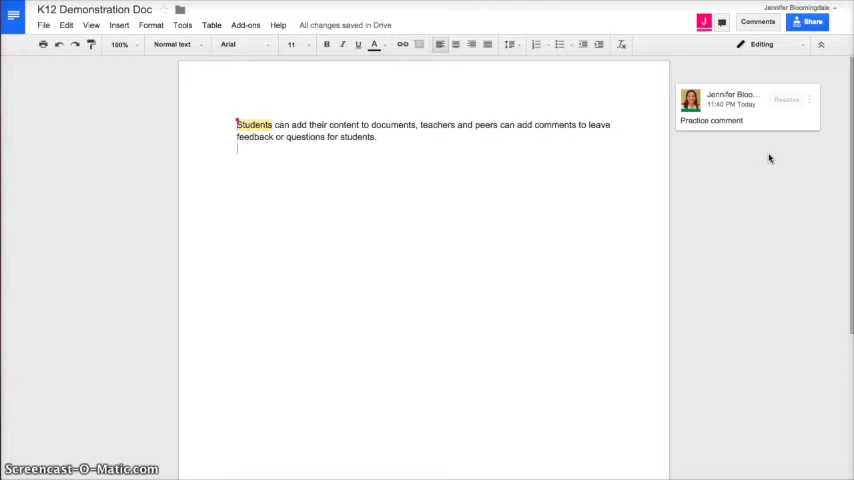 K12 Demonstration Doc
Jennifer Bloomingdale
File Edit View Insert Format Tools Table Add-ons Help All changes saved in Drive
J Comments Share
100% Normal text Arial 11 B I U A Editing
Jennifer Bloo...
11:40 PM Today
Resolve
Practice comment
Students can add their content to documents, teachers and peers can add comments to leave
feedback or questions for students.
Screencast-O-Matic.com